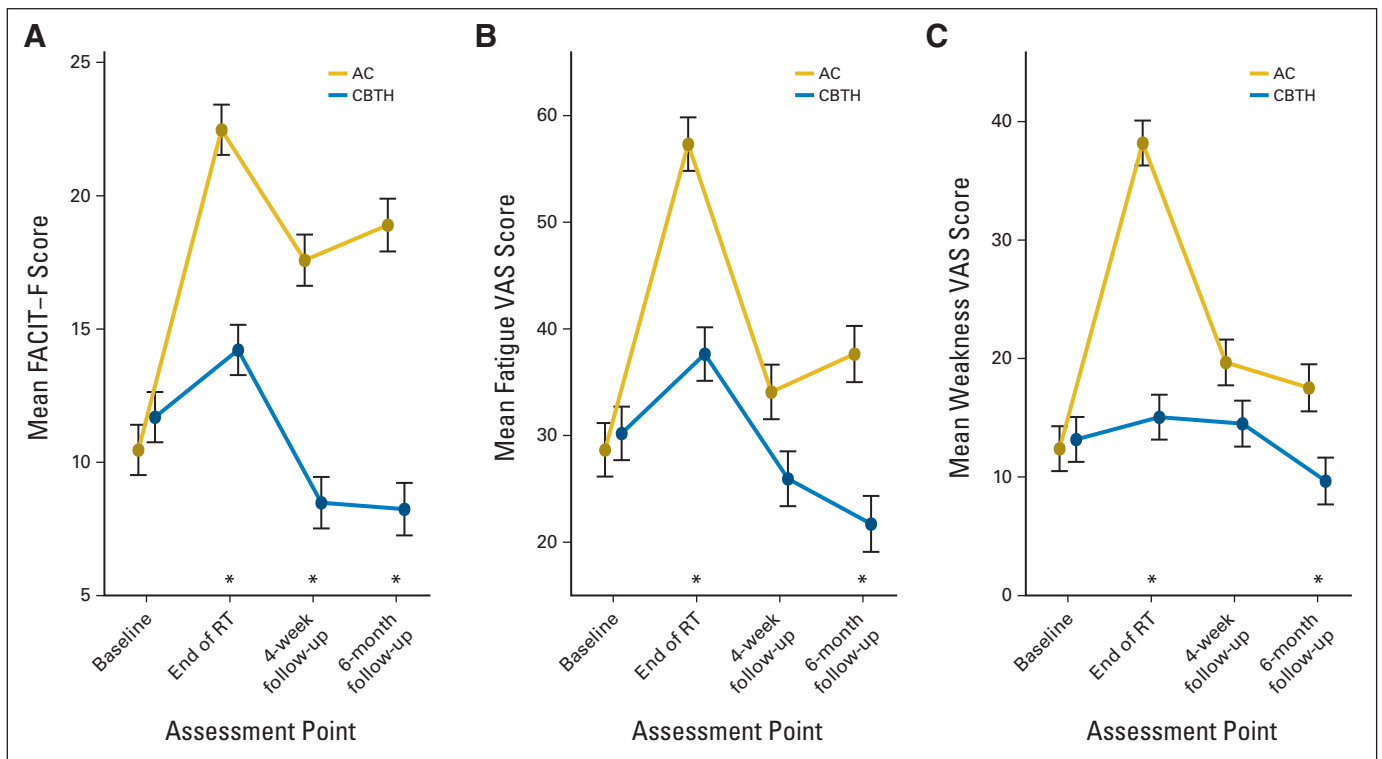 A
Mean FACIT–F Score
25
20
15
10
5
AC
CBTH
*
*
*
Baseline
End of RT
4-week
follow-up
6-month
follow-up
Assessment Point
B
Mean Fatigue VAS Score
60
50
40
30
20
AC
CBTH
*
*
Baseline
End of RT
4-week
follow-up
6-month
follow-up
Assessment Point
C
Mean Weakness VAS Score
40
30
20
10
0
AC
CBTH
*
*
Baseline
End of RT
4-week
follow-up
6-month
follow-up
Assessment Point